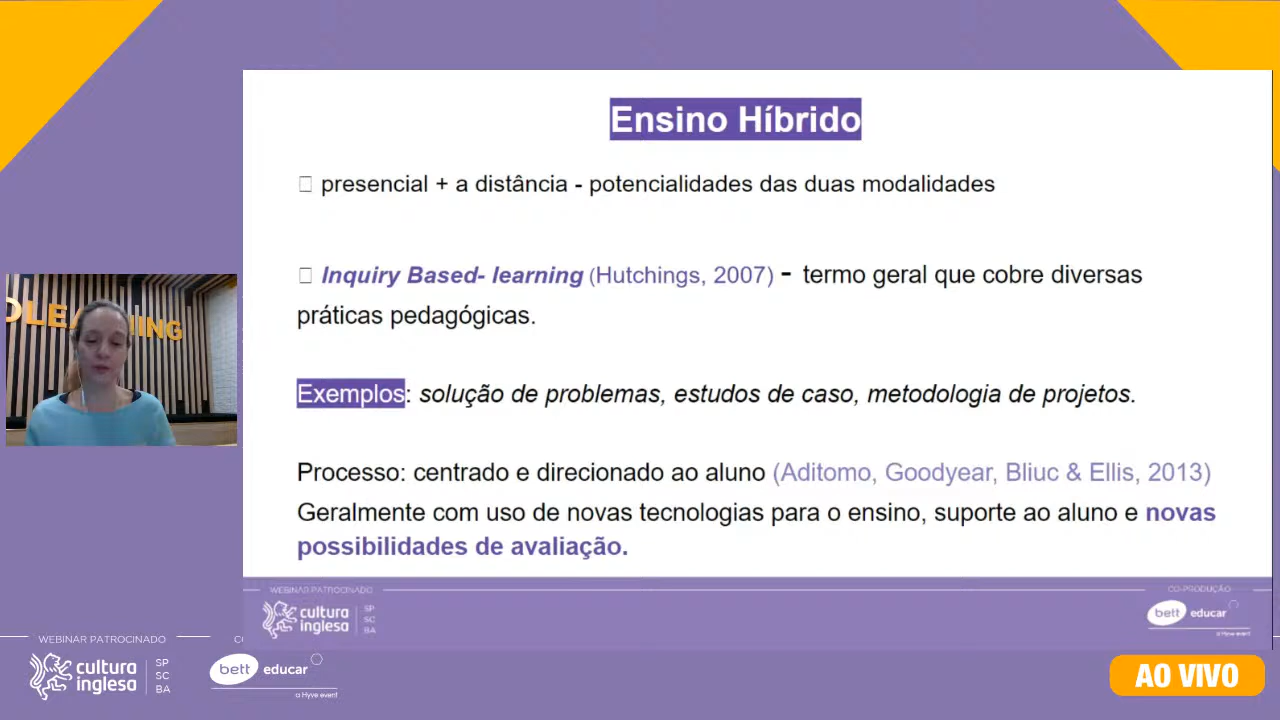 Ensino Híbrido
presencial + a distância - potencialidades das duas modalidades
Inquiry Based- learning (Hutchings, 2007) - termo geral que cobre diversas
práticas pedagógicas.
Exemplos: solução de problemas, estudos de caso, metodologia de projetos.
Processo: centrado e direcionado ao aluno (Aditomo, Goodyear, Bliuc & Ellis, 2013)
Geralmente com uso de novas tecnologias para o ensino, suporte ao aluno e novas
possibilidades de avaliação.
WEBINAR PATROCINADO
CO-PRODUÇÃO
cultura
inglesa
SP
SC
BA
bett educar
a Hyve event
WEBINAR PATROCINADO
cultura
inglesa
SP
SC
BA
bett educar
a Hyve event
AO VIVO